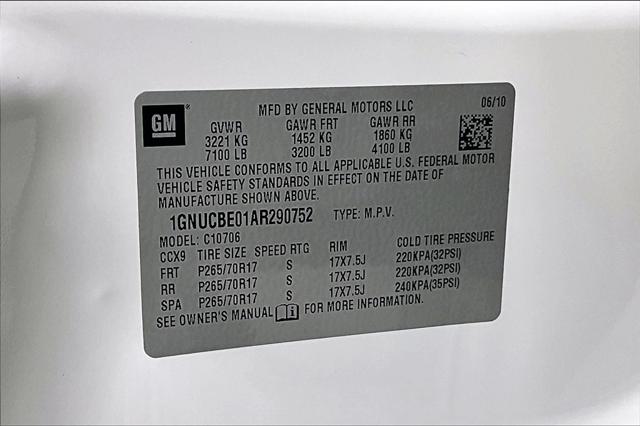 MFD BY GENERAL MOTORS LLC 06/10
GM
GVWR GAWR FRT GAWR RR
3221 KG 1452 KG 1860 KG
7100 LB 3200 LB 4100 LB
THIS VEHICLE CONFORMS TO ALL APPLICABLE U.S. FEDERAL MOTOR
VEHICLE SAFETY STANDARDS IN EFFECT ON THE DATE OF
MANUFACTURE SHOWN ABOVE.
1GNUCBE01AR290752 TYPE: M.P.V.
MODEL: C10706
CCX9 TIRE SIZE SPEED RTG RIM COLD TIRE PRESSURE
FRT P265/70R17 S 17X7.5J 220KPA(32PSI)
RR P265/70R17 S 17X7.5J 220KPA(32PSI)
SPA P265/70R17 S 17X7.5J 240KPA(35PSI)
SEE OWNER'S MANUAL FOR MORE INFORMATION.